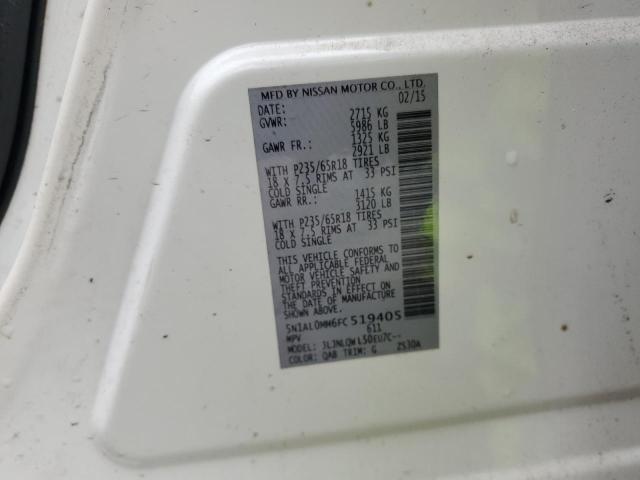 MFD BY NISSAN MOTOR CO., LTD.
DATE: 02/15
GVWR: 2715 KG
5986 LB
GAWR FR.: 1325 KG
2921 LB
WITH P235/65R18 TIRES
18 X 7.5 RIMS AT 33 PSI
COLD SINGLE
GAWR RR.: 1415 KG
3120 LB
WITH P235/65R18 TIRES
18 X 7.5 RIMS AT 33 PSI
COLD SINGLE
THIS VEHICLE CONFORMS TO
ALL APPLICABLE FEDERAL
MOTOR VEHICLE SAFETY AND
THEFT PREVENTION
STANDARDS IN EFFECT ON
THE DATE OF MANUFACTURE
SHOWN ABOVE.
5N1AL0MM6FC519405
MPV 611
MODEL: JLJNLQWL50EU7C--
COLOR: QAB TRIM: G 2S30A